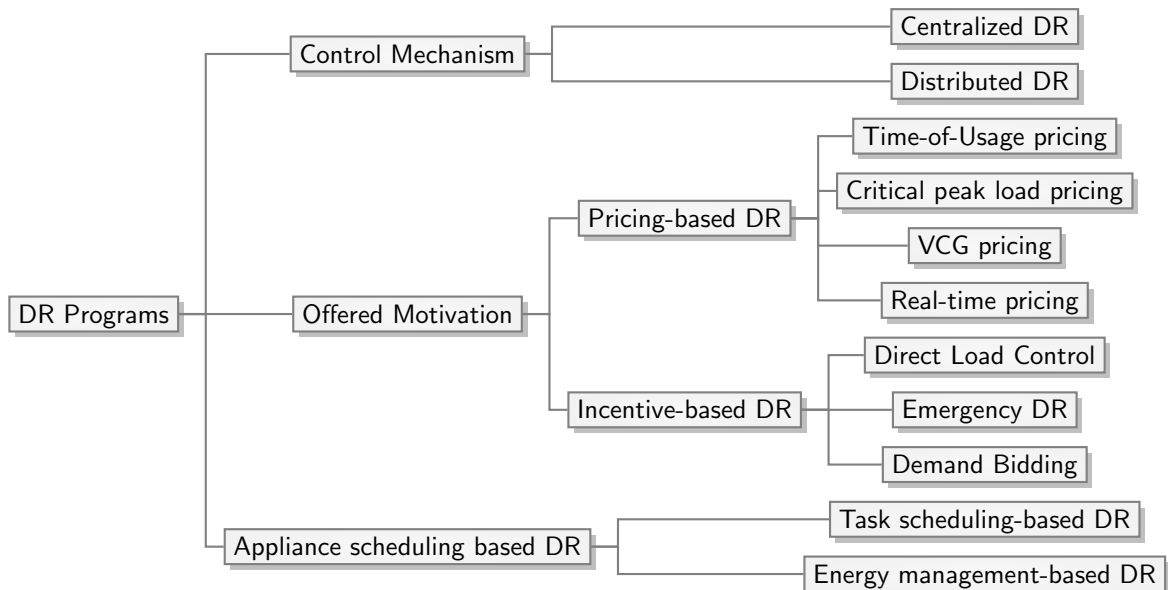 DR Programs
Control Mechanism
Centralized DR
Distributed DR
Offered Motivation
Pricing-based DR
Time-of-Usage pricing
Critical peak load pricing
VCG pricing
Real-time pricing
Incentive-based DR
Direct Load Control
Emergency DR
Demand Bidding
Appliance scheduling based DR
Task scheduling-based DR
Energy management-based DR